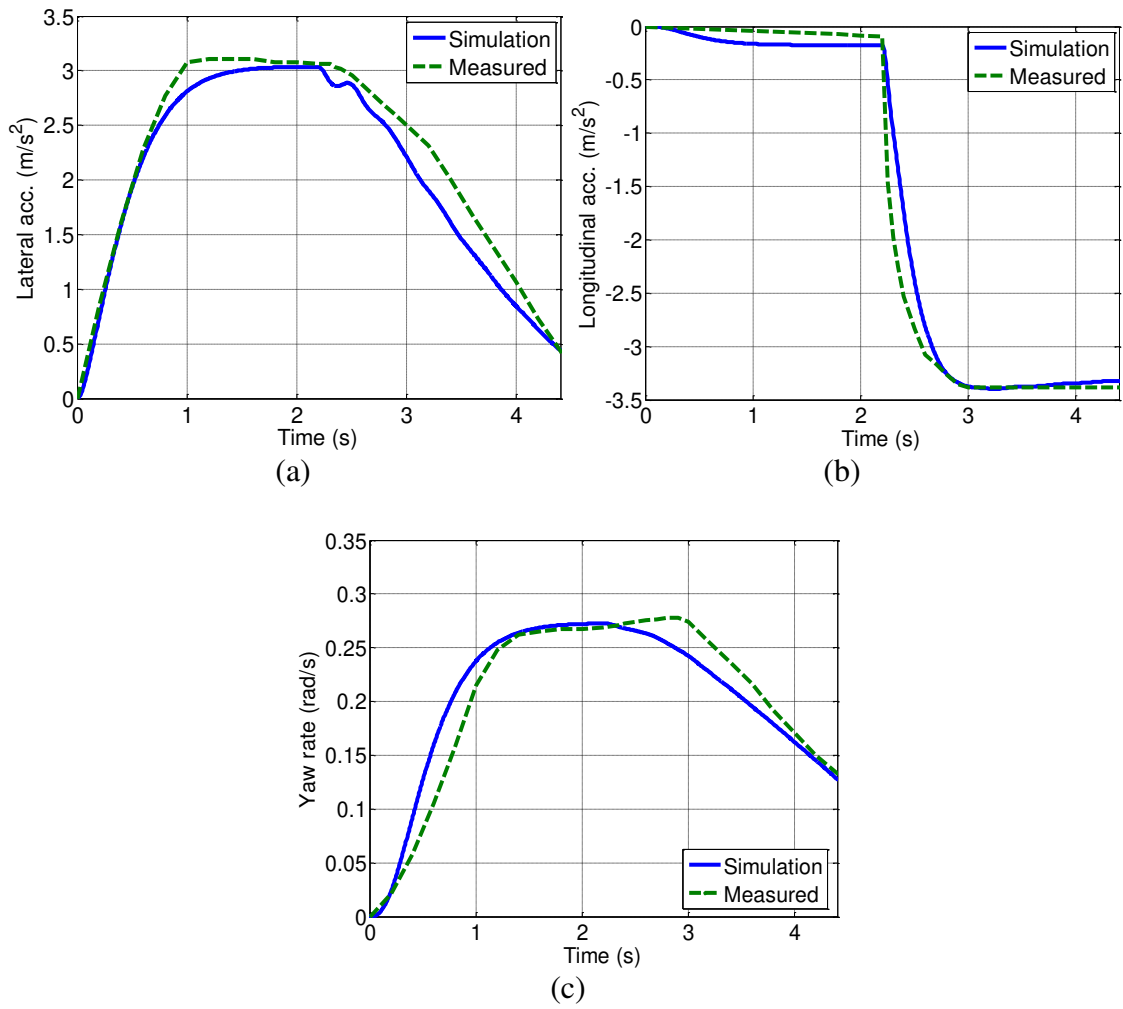 3.5
3
2.5
2
1.5
1
0.5
0
0
1
2
3
4
Lateral acc. (m/s²)
Time (s)
Simulation
Measured
(a)
0
-0.5
-1
-1.5
-2
-2.5
-3
-3.5
0
1
2
3
4
Longitudinal acc. (m/s²)
Time (s)
Simulation
Measured
(b)
0.35
0.3
0.25
0.2
0.15
0.1
0.05
0
0
1
2
3
4
Yaw rate (rad/s)
Time (s)
Simulation
Measured
(c)